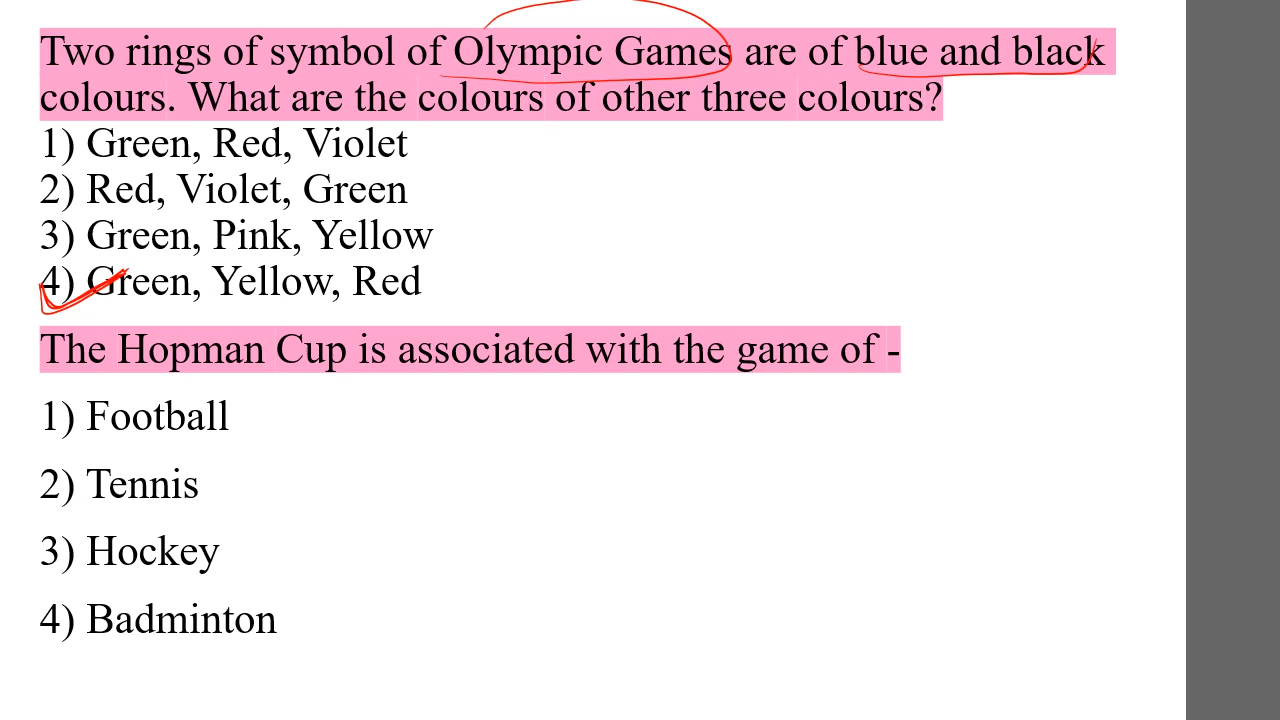 Two rings of symbol of Olympic Games are of blue and black
colours. What are the colours of other three colours?
1) Green, Red, Violet
2) Red, Violet, Green
3) Green, Pink, Yellow
4) Green, Yellow, Red
The Hopman Cup is associated with the game of -
1) Football
2) Tennis
3) Hockey
4) Badminton